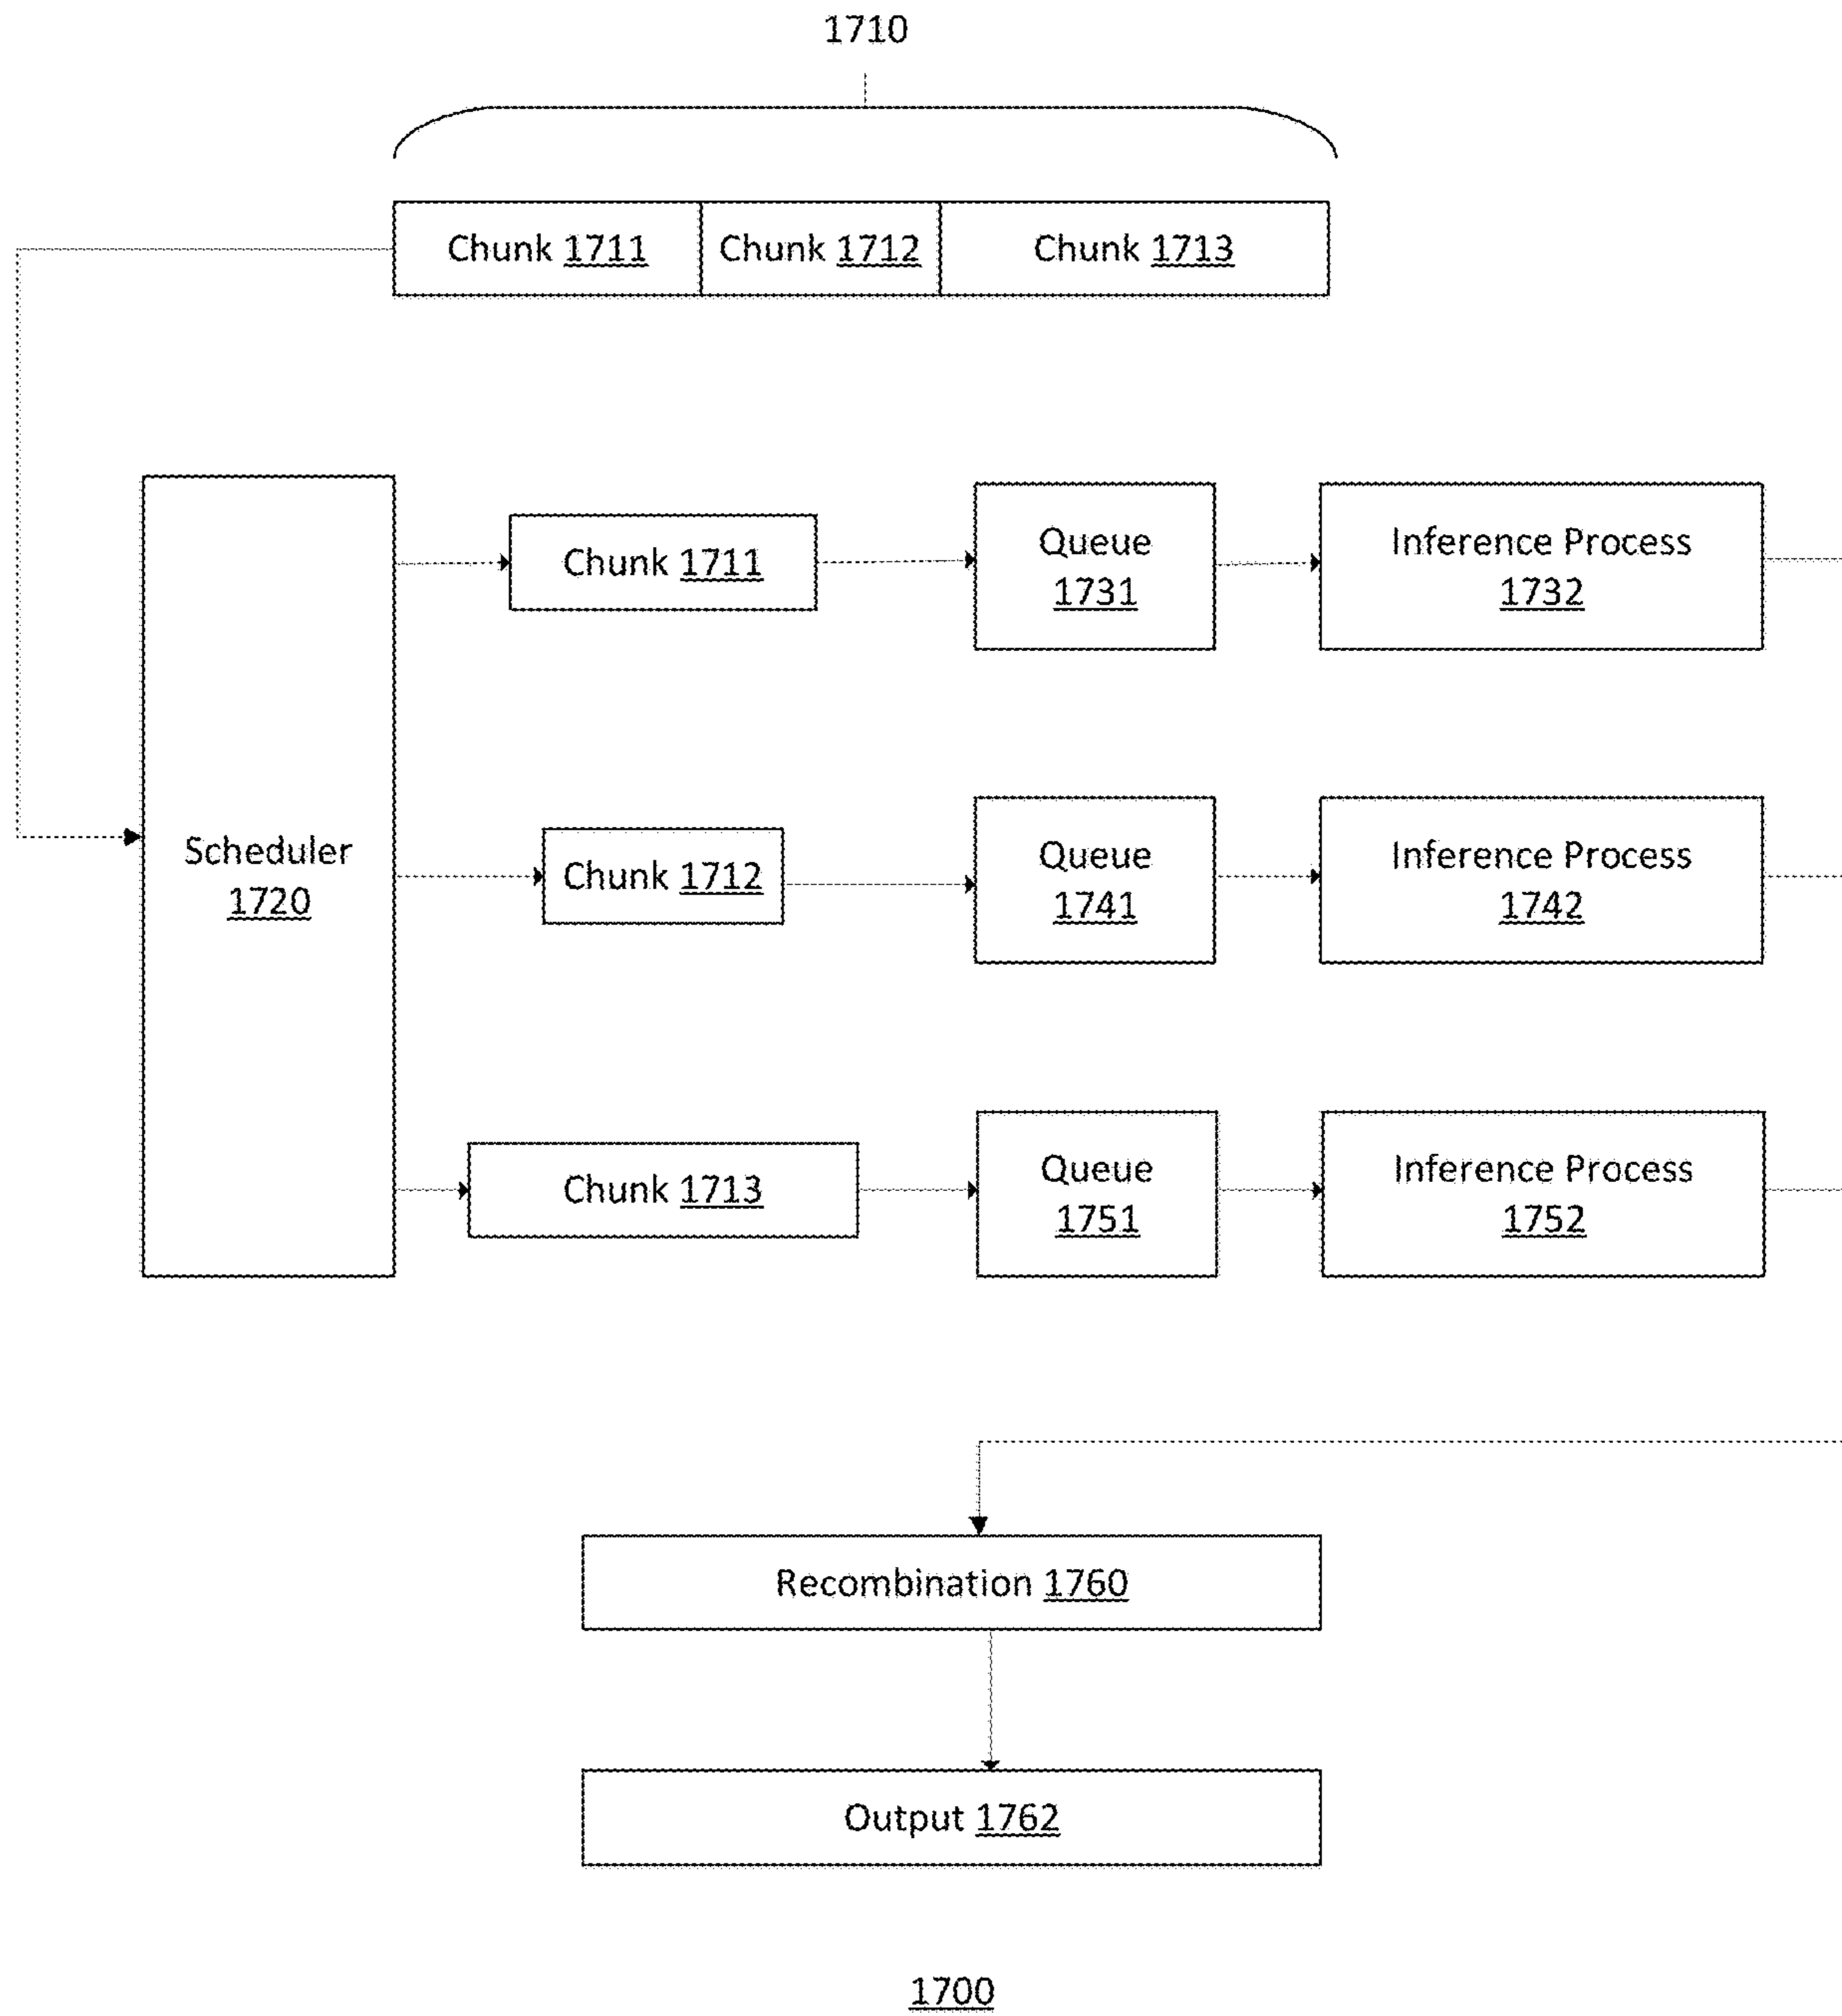 1710
Chunk 1711
Chunk 1712
Chunk 1713
Scheduler
1720
Chunk 1711
Queue
1731
Inference Process
1732
Chunk 1712
Queue
1741
Inference Process
1742
Chunk 1713
Queue
1751
Inference Process
1752
Recombination 1760
Output 1762
1700